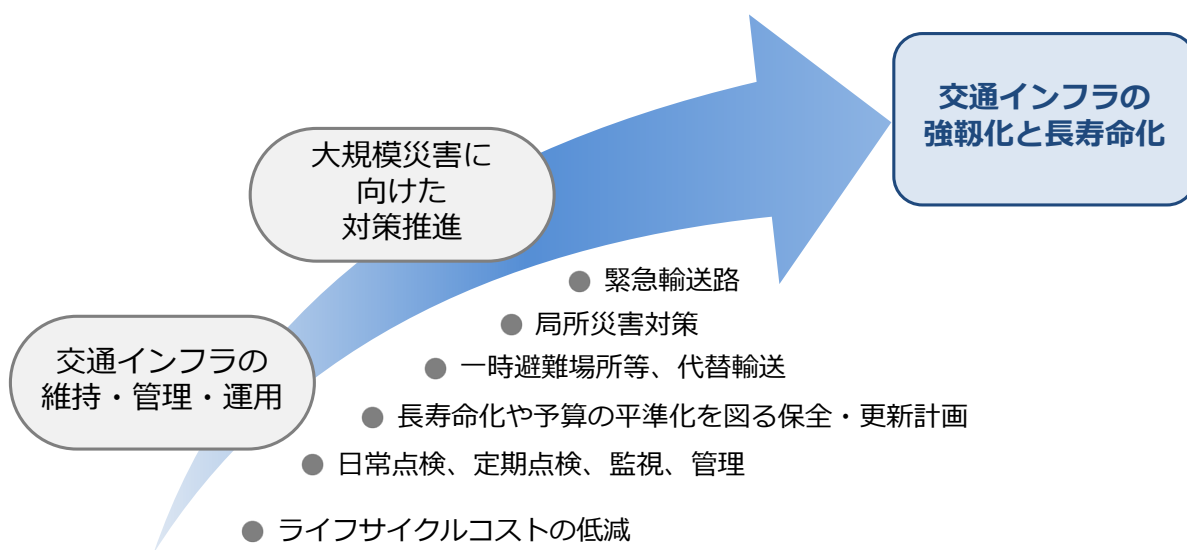 交通インフラの
強靱化と長寿命化
大規模災害に
向けた
対策推進
交通インフラの
維持・管理・運用
● 緊急輸送路
● 局所災害対策
● 一時避難場所等、代替輸送
● 長寿命化や予算の平準化を図る保全・更新計画
● 日常点検、定期点検、監視、管理
● ライフサイクルコストの低減